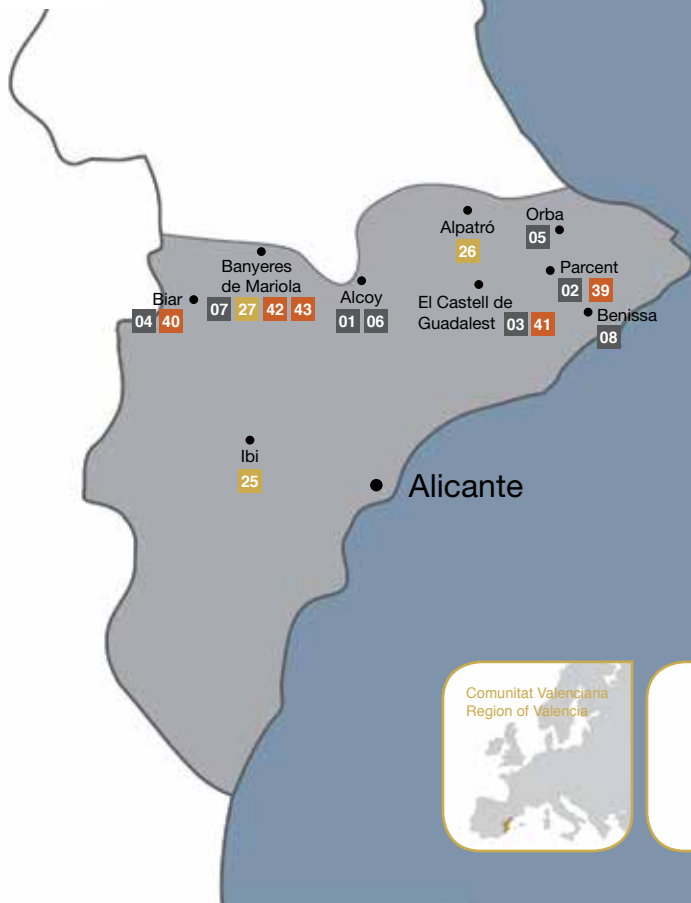 Alpatró
26
Orba
05
Banyeres
de Mariola
07 27 42 43
Biar
04 40
Alcoy
01 06
El Castell de
Guadalest 03 41
Parcent
02 39
Benissa
08
Ibi
25
Alicante
Comunitat Valenciana
Region of Valencia